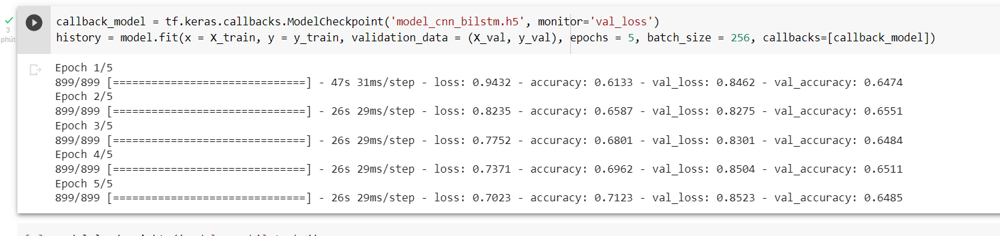 callback_model = tf.keras.callbacks.ModelCheckpoint('model_cnn_bilstm.h5', monitor='val_loss')
3
phút
history = model.fit(x = X_train, y = y_train, validation_data = (X_val, y_val), epochs = 5, batch_size = 256, callbacks=[callback_model])
Epoch 1/5
899/899 [==============================] - 47s 31ms/step - loss: 0.9432 - accuracy: 0.6133 - val_loss: 0.8462 - val_accuracy: 0.6474
Epoch 2/5
899/899 [==============================] - 26s 29ms/step - loss: 0.8235 - accuracy: 0.6587 - val_loss: 0.8275 - val_accuracy: 0.6551
Epoch 3/5
899/899 [==============================] - 26s 29ms/step - loss: 0.7752 - accuracy: 0.6801 - val_loss: 0.8301 - val_accuracy: 0.6484
Epoch 4/5
899/899 [==============================] - 26s 29ms/step - loss: 0.7371 - accuracy: 0.6962 - val_loss: 0.8504 - val_accuracy: 0.6511
Epoch 5/5
899/899 [==============================] - 26s 29ms/step - loss: 0.7023 - accuracy: 0.7123 - val_loss: 0.8523 - val_accuracy: 0.6485